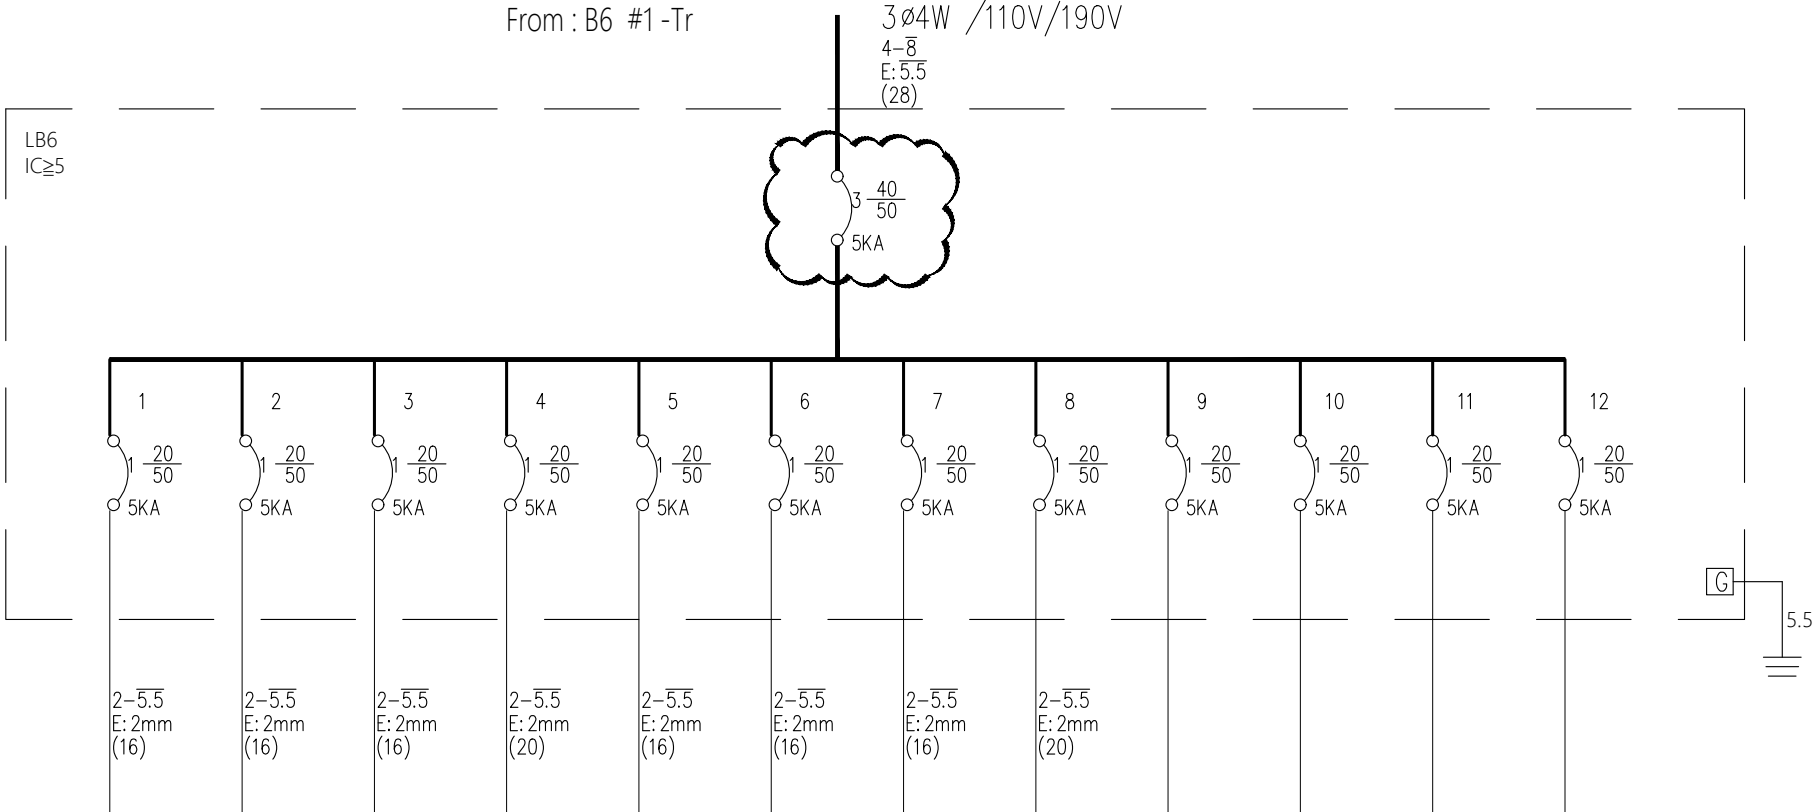 From : B6 #1 -Tr
3ø4W /110V/190V
4-8
E: 5.5
(28)
LB6
IC≧5
3 40
50
5KA
1 2 3 4 5 6 7 8 9 10 11 12
1 20 1 20 1 20 1 20 1 20 1 20 1 20 1 20 1 20 1 20 1 20 1 20
50 50 50 50 50 50 50 50 50 50 50 50
5KA 5KA 5KA 5KA 5KA 5KA 5KA 5KA 5KA 5KA 5KA 5KA
G
5.5
2-5.5 2-5.5 2-5.5 2-5.5 2-5.5 2-5.5 2-5.5 2-5.5
E: 2mm E: 2mm E: 2mm E: 2mm E: 2mm E: 2mm E: 2mm E: 2mm
(16) (16) (16) (20) (16) (16) (16) (20)